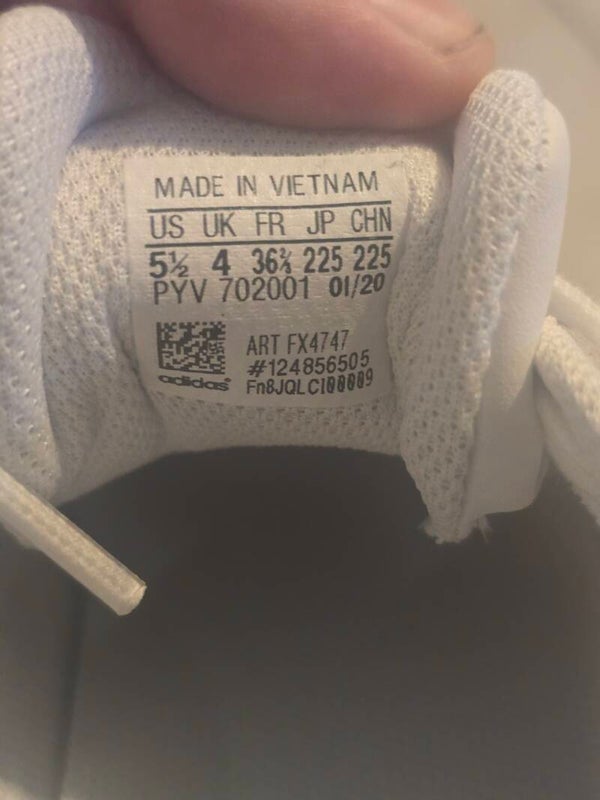 MADE IN VIETNAM
US UK FR JP CHN
5½ 4 36⅔ 225 225
PYV 702001 01/20
ART FX4747
#124856505
adidas